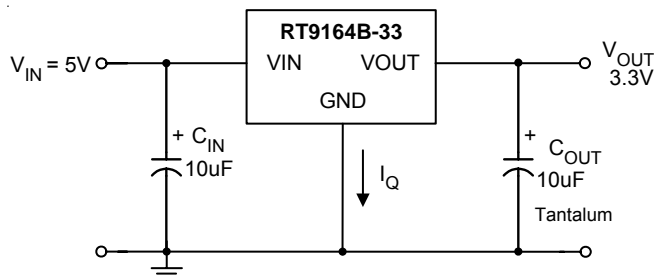 RT9164B-33
VIN VOUT
GND
VIN = 5V
VOUT
3.3V
+ CIN
10uF
IQ
+
COUT
10uF
Tantalum